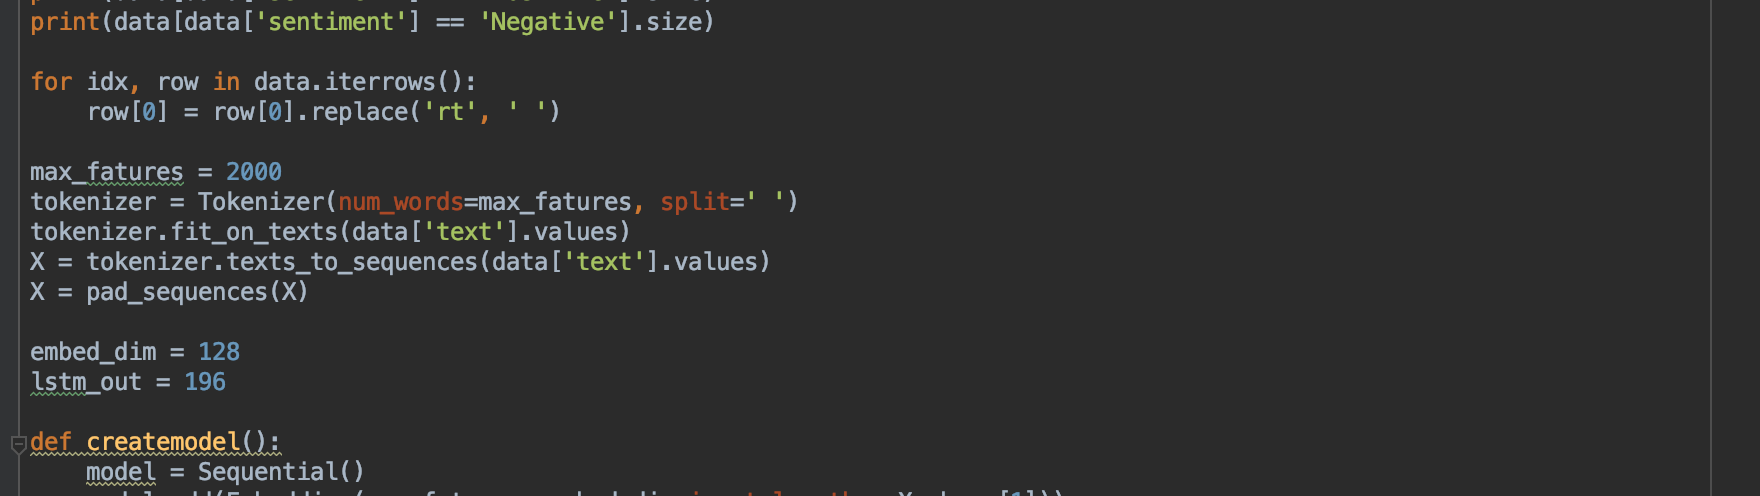 print(data[data['sentiment'] == 'Negative'].size)
for idx, row in data.iterrows():
    row[0] = row[0].replace('rt', ' ')
max_fatures = 2000
tokenizer = Tokenizer(num_words=max_fatures, split=' ')
tokenizer.fit_on_texts(data['text'].values)
X = tokenizer.texts_to_sequences(data['text'].values)
X = pad_sequences(X)
embed_dim = 128
lstm_out = 196
def createmodel():
    model = Sequential()